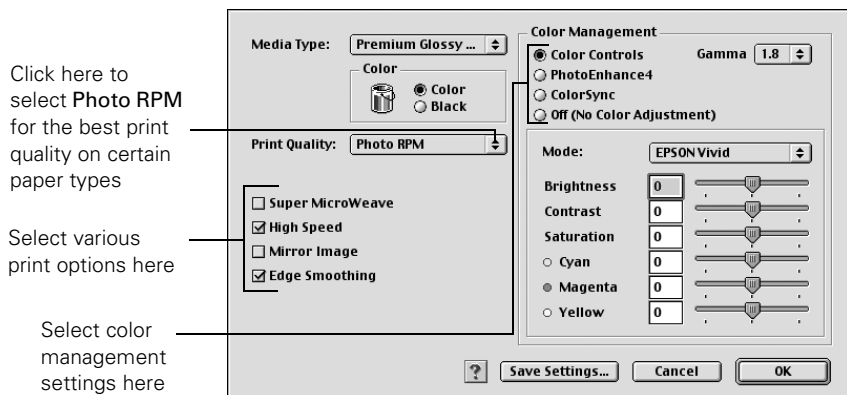 Click here to
select Photo RPM
for the best print
quality on certain
paper types
Select various
print options here
Select color
management
settings here
Media Type: Premium Glossy ...
Color
Color
Black
Print Quality: Photo RPM
Super MicroWeave
High Speed
Mirror Image
Edge Smoothing
Color Management
Color Controls Gamma 1.8
PhotoEnhance4
ColorSync
Off (No Color Adjustment)
Mode: EPSON Vivid
Brightness 0
Contrast 0
Saturation 0
Cyan 0
Magenta 0
Yellow 0
? Save Settings... Cancel OK